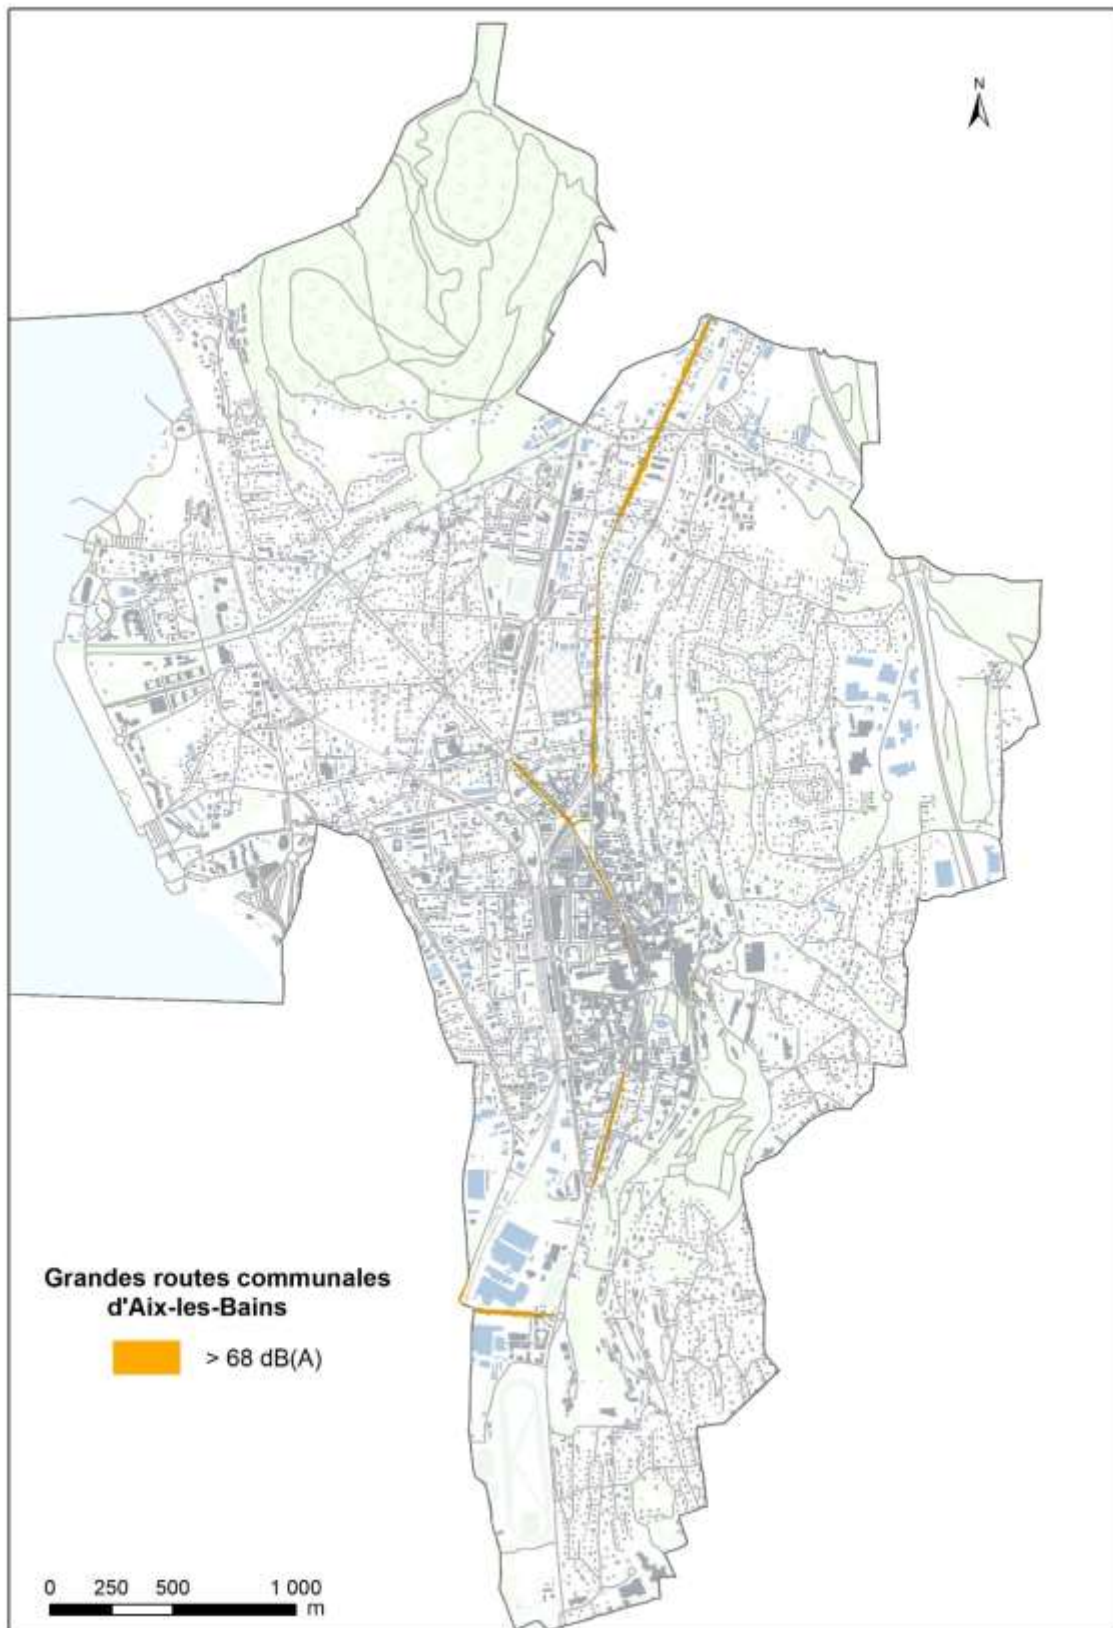 N
Grandes routes communales
d'Aix-les-Bains
> 68 dB(A)
0 250 500 1 000
m